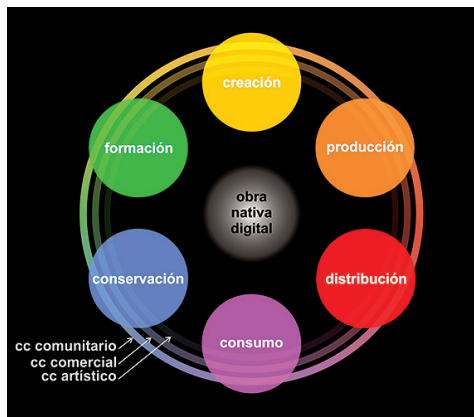 creación
formación
producción
obra
nativa
digital
conservación
distribución
consumo
cc comunitario
cc comercial
cc artístico